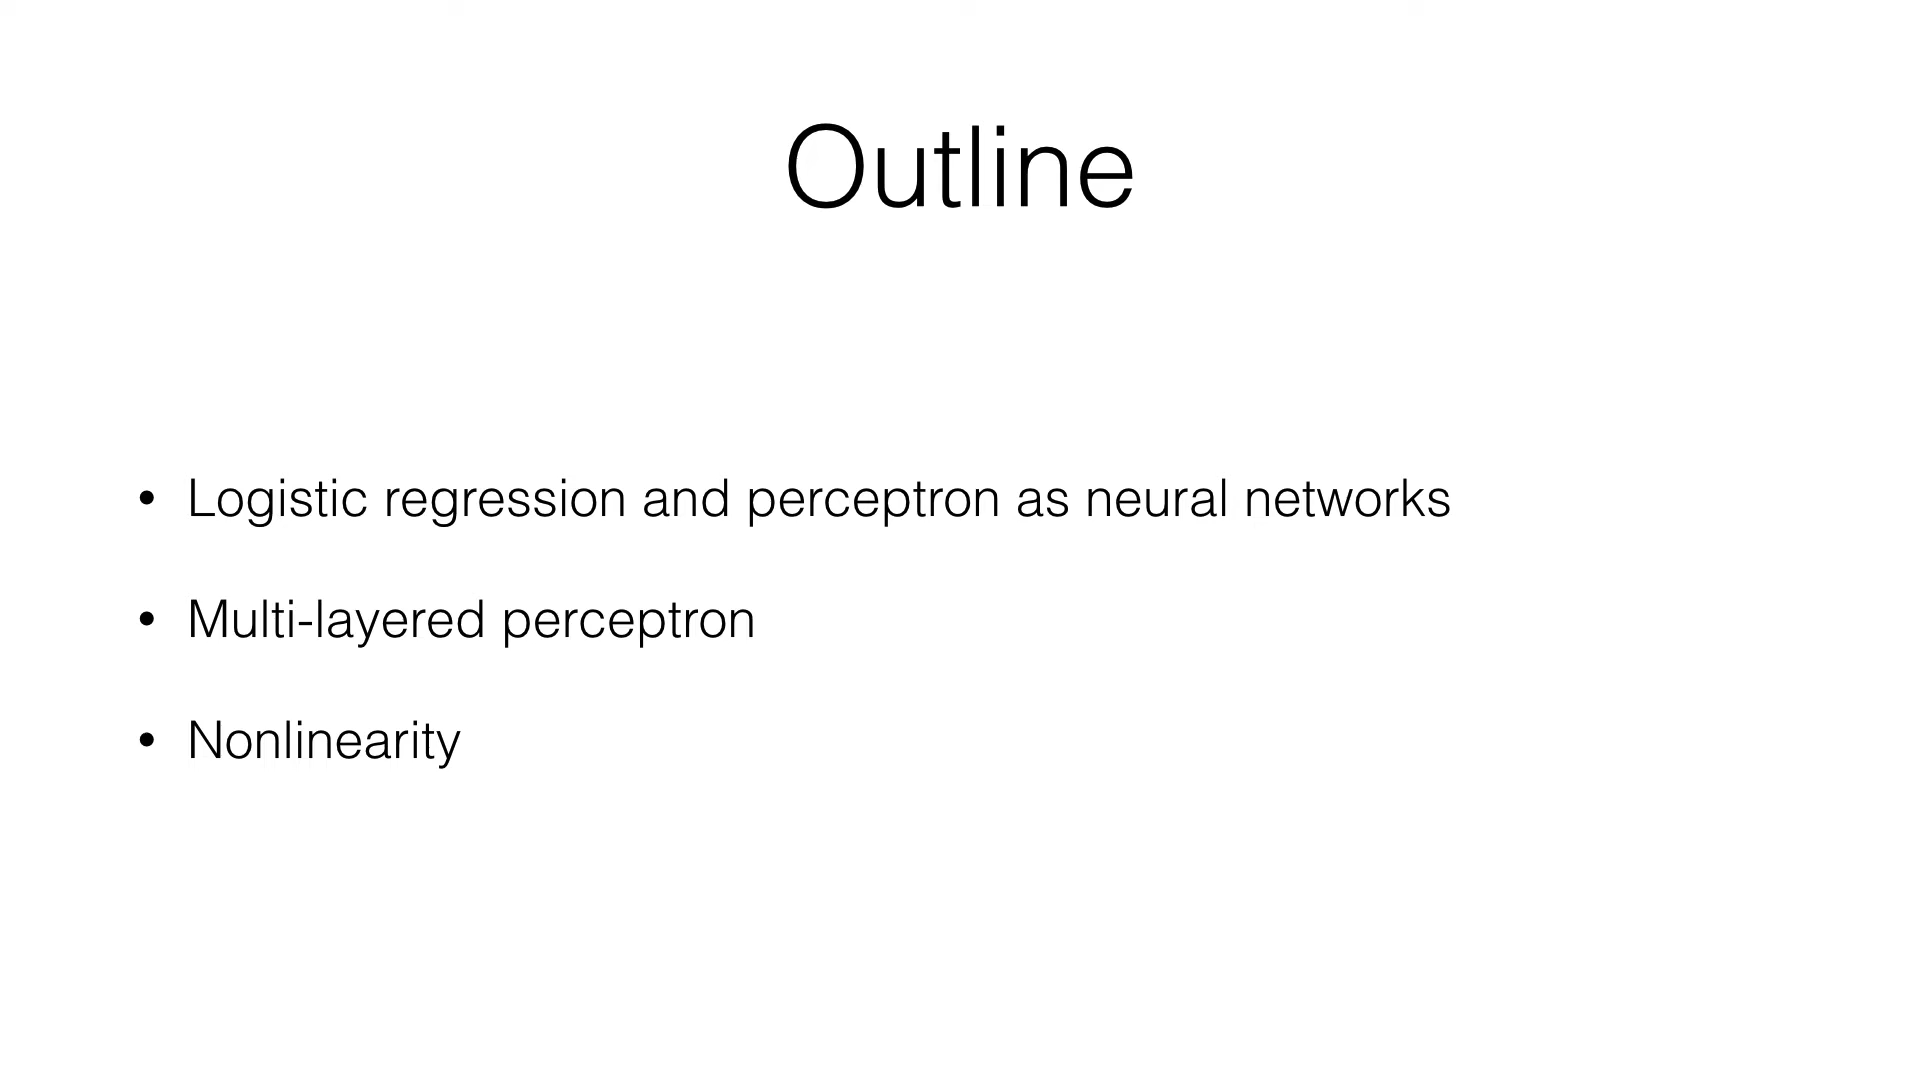 Outline
• Logistic regression and perceptron as neural networks
• Multi-layered perceptron
• Nonlinearity